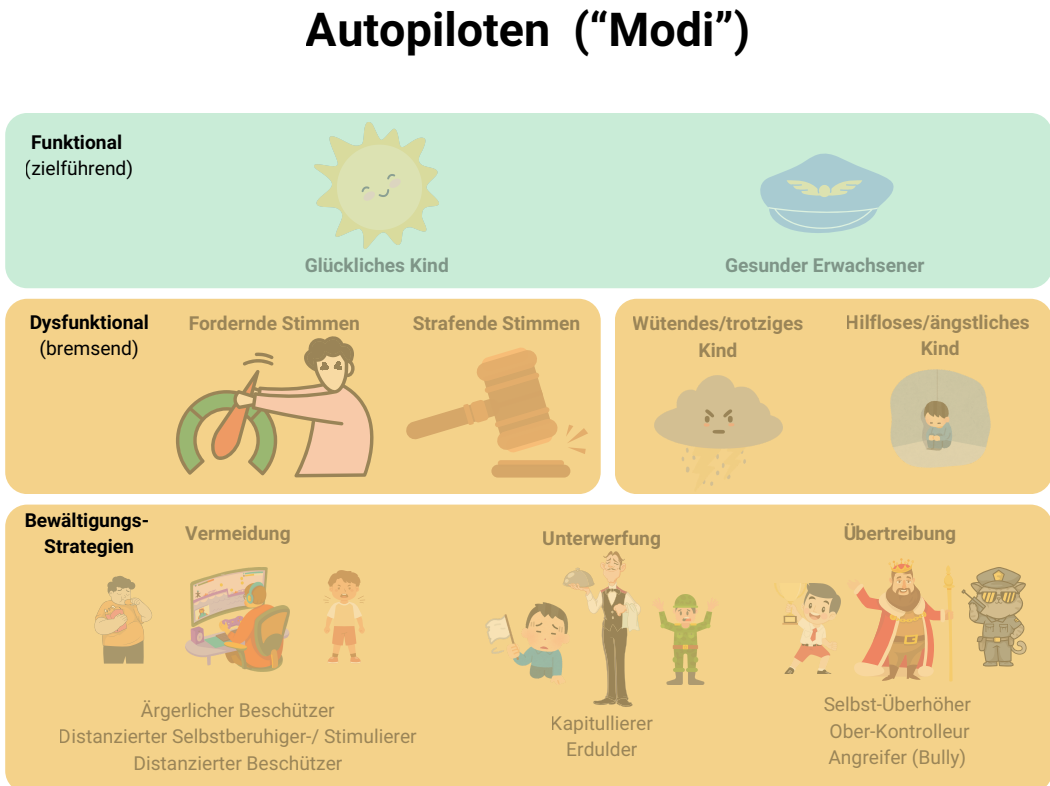 Autopiloten (“Modi”)
Funktional
(zielführend)
Glückliches Kind
Gesunder Erwachsener
Dysfunktional
(bremsend)
Fordernde Stimmen
Strafende Stimmen
Wütendes/trotziges
Kind
Hilfloses/ängstliches
Kind
Bewältigungs-
Strategien
Vermeidung
Ärgerlicher Beschützer
Distanzierter Selbstberuhiger-/ Stimulierer
Distanzierter Beschützer
Unterwerfung
Kapitullierer
Erdulder
Übertreibung
Selbst-Überhöher
Ober-Kontrolleur
Angreifer (Bully)